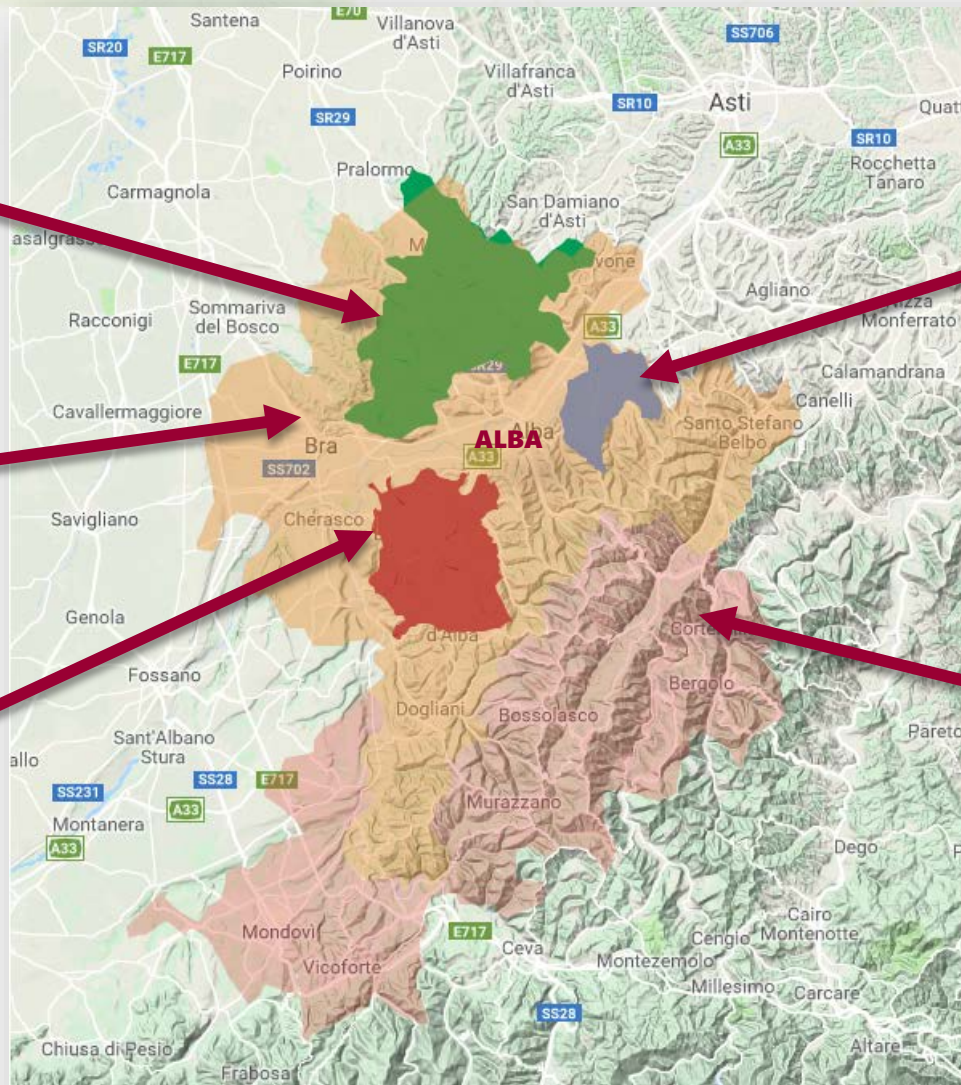 E70
Santena
Villanova
d'Asti
SS706
SR20
E717
Poirino
Villafranca
d'Asti
SR10
Asti
SR29
A33
SR10
Pralormo
Rocchetta
Tanaro
Carmagnola
San Damiano
d'Asti
Agliano
Racconigi
Sommariva
del Bosco
A33
Monferrato
E717
SR29
Calamandrana
Cavallermaggiore
Canelli
Bra
Alba
ALBA
Santo Stefano
Belbo
A33
SS702
Savigliano
Cherasco
Genola
d'Alba
Fossano
Bergolo
Dogliani
Bossolasco
Sant'Albano
Stura
SS28
E717
SS231
A33
Murazzano
Montanera
A33
Dego
Mondovì
E717
Cairo
Montenotte
Ceva
Cengio
Vicoforte
Montezemolo
Millesimo
Carcare
SS28
Chiusa di Pesio
Altare
Frabosa